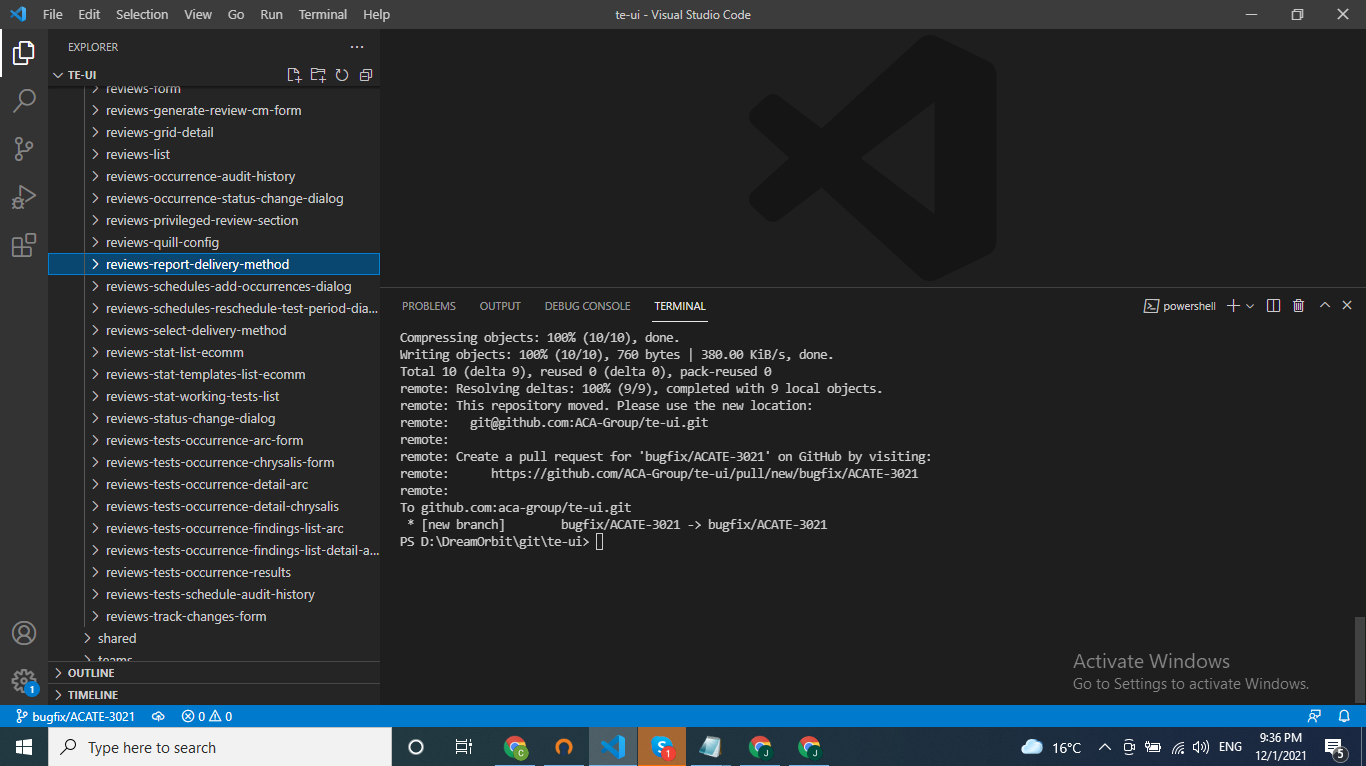 File Edit Selection View Go Run Terminal Help
te-ui - Visual Studio Code
EXPLORER
TE-UI
reviews-form
reviews-generate-review-cm-form
reviews-grid-detail
reviews-list
reviews-occurrence-audit-history
reviews-occurrence-status-change-dialog
reviews-privileged-review-section
reviews-quill-config
reviews-report-delivery-method
reviews-schedules-add-occurrences-dialog
reviews-schedules-reschedule-test-period-dia...
reviews-select-delivery-method
reviews-stat-list-ecomm
reviews-stat-templates-list-ecomm
reviews-stat-working-tests-list
reviews-status-change-dialog
reviews-tests-occurrence-arc-form
reviews-tests-occurrence-chrysalis-form
reviews-tests-occurrence-detail-arc
reviews-tests-occurrence-detail-chrysalis
reviews-tests-occurrence-findings-list-arc
reviews-tests-occurrence-findings-list-detail-a...
reviews-tests-occurrence-results
reviews-tests-schedule-audit-history
reviews-track-changes-form
shared
teams
OUTLINE
TIMELINE
PROBLEMS OUTPUT DEBUG CONSOLE TERMINAL
powershell
Compressing objects: 100% (10/10), done.
Writing objects: 100% (10/10), 760 bytes | 380.00 KiB/s, done.
Total 10 (delta 9), reused 0 (delta 0), pack-reused 0
remote: Resolving deltas: 100% (9/9), completed with 9 local objects.
remote: This repository moved. Please use the new location:
remote:   git@github.com:ACA-Group/te-ui.git
remote:
remote: Create a pull request for 'bugfix/ACATE-3021' on GitHub by visiting:
remote:      https://github.com/ACA-Group/te-ui/pull/new/bugfix/ACATE-3021
remote:
To github.com:aca-group/te-ui.git
 * [new branch]        bugfix/ACATE-3021 -> bugfix/ACATE-3021
PS D:\DreamOrbit\git\te-ui>
Activate Windows
Go to Settings to activate Windows.
1
bugfix/ACATE-3021 0 0
Type here to search
C
1
J
J
16°C
ENG
9:36 PM
12/1/2021
5